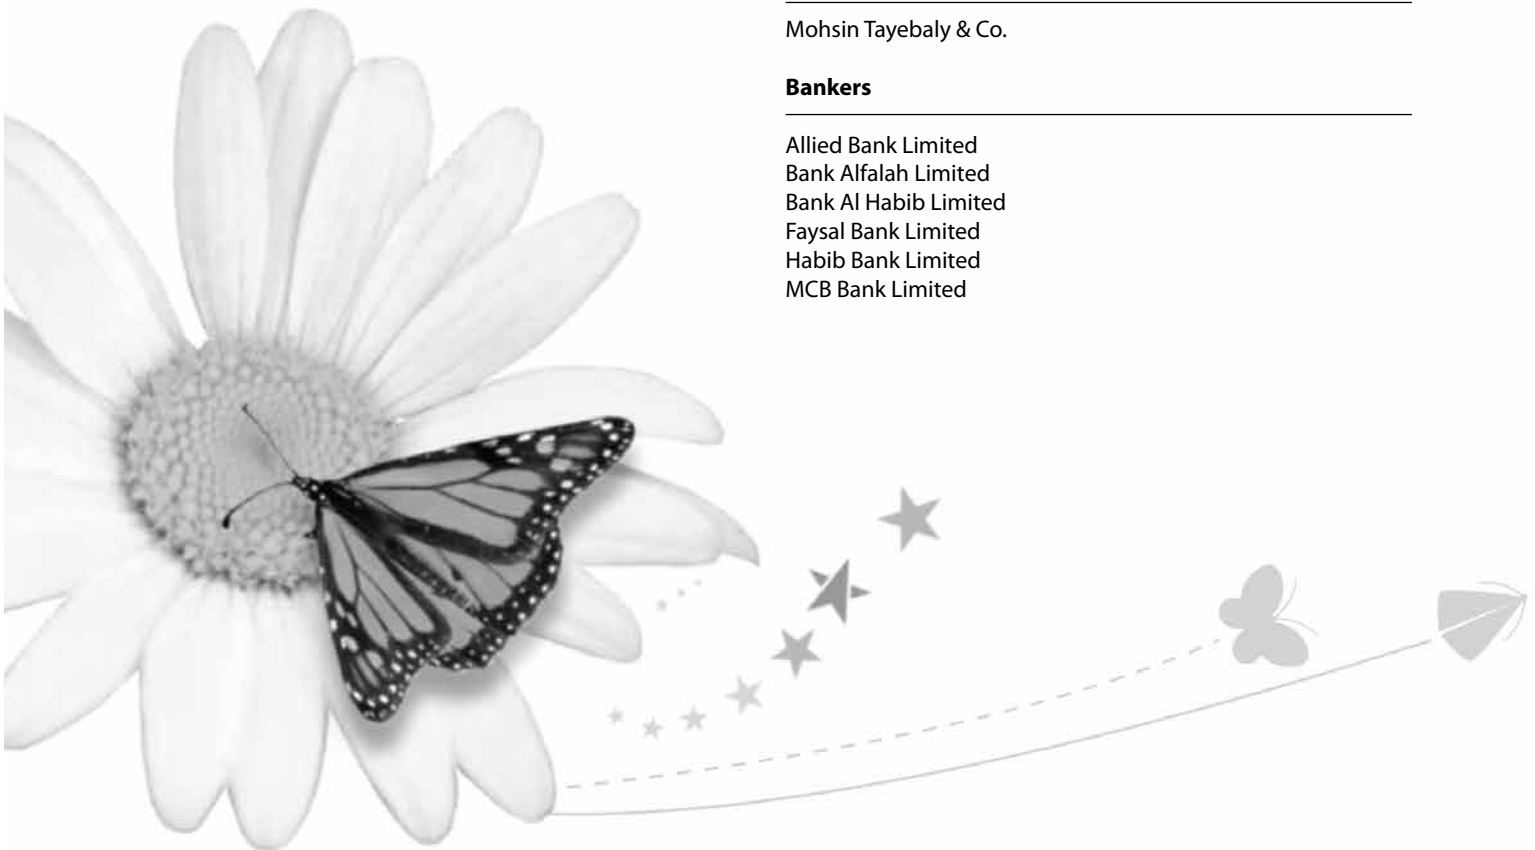 Mohsin Tayebaly & Co.
Bankers
Allied Bank Limited
Bank Alfalah Limited
Bank Al Habib Limited
Faysal Bank Limited
Habib Bank Limited
MCB Bank Limited